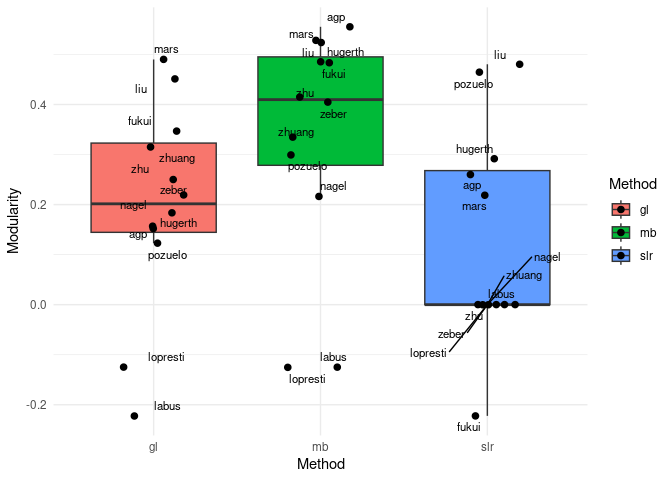 agp
mars
mars
liu
hugerth
liu
fukui
pozuelo
liu
zhu
fukui
zeber
zhuang
hugerth
zhuang
pozuelo
zhu
agp
zeber
nagel
nagel
mars
hugerth
agp
pozuelo
nagel
zhuang
labus
zhu
zeber
lopresti
lopresti
labus
lopresti
labus
fukui
0.4
0.2
0.0
-0.2
Modularity
gl
mb
slr
Method
Method
gl
mb
slr